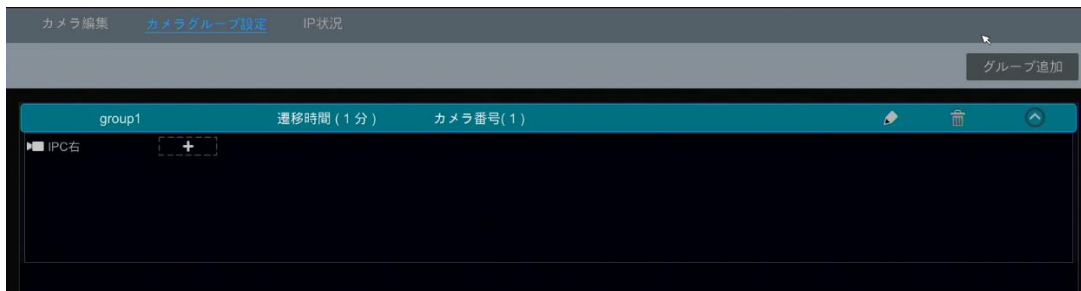 カメラ編集 カメラグループ設定 IP状況
グループ追加
group1 遷移時間 ( 1 分 ) カメラ番号( 1 )
IPC右 +